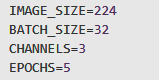 IMAGE_SIZE=224
BATCH_SIZE=32
CHANNELS=3
EPOCHS=5